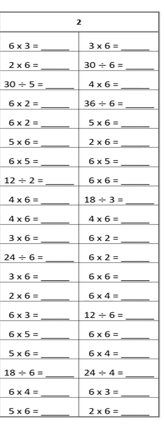 2
6 x 3 = ______ 3 x 6 = ______
2 x 6 = ______ 30 ÷ 6 = ______
30 ÷ 5 = ______ 4 x 6 = ______
6 x 2 = ______ 36 ÷ 6 = ______
6 x 2 = ______ 5 x 6 = ______
5 x 6 = ______ 2 x 6 = ______
6 x 5 = ______ 6 x 5 = ______
12 ÷ 2 = ______ 6 x 6 = ______
4 x 6 = ______ 18 ÷ 3 = ______
4 x 6 = ______ 4 x 6 = ______
3 x 6 = ______ 6 x 2 = ______
24 ÷ 6 = ______ 6 x 2 = ______
3 x 6 = ______ 6 x 6 = ______
2 x 6 = ______ 6 x 4 = ______
6 x 3 = ______ 12 ÷ 6 = ______
6 x 5 = ______ 6 x 6 = ______
5 x 6 = ______ 6 x 4 = ______
18 ÷ 6 = ______ 24 ÷ 4 = ______
6 x 4 = ______ 6 x 3 = ______
5 x 6 = ______ 2 x 6 = ______